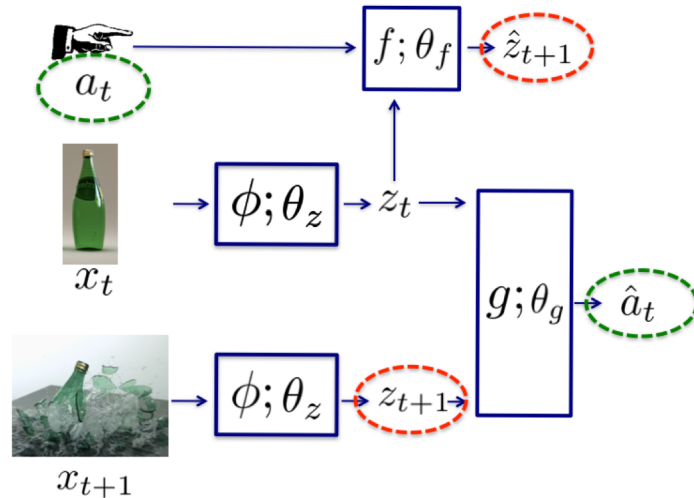 a_t
f; θ_f
ẑ_{t+1}
x_t
ϕ; θ_z
z_t
g; θ_g
â_t
x_{t+1}
ϕ; θ_z
z_{t+1}